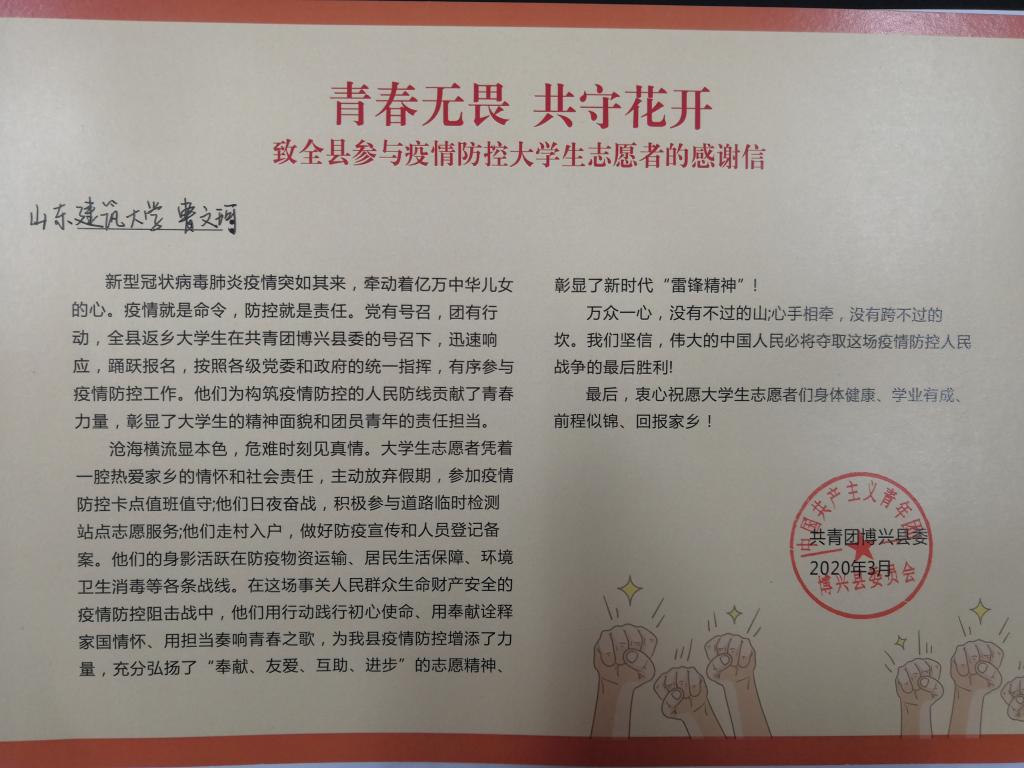 青春无畏 共守花开
致全县参与疫情防控大学生志愿者的感谢信
山东建筑大学 曹文珂
新型冠状病毒肺炎疫情突如其来，牵动着亿万中华儿女
的心。疫情就是命令，防控就是责任。党有号召，团有行
动，全县返乡大学生在共青团博兴县委的号召下，迅速响
应，踊跃报名，按照各级党委和政府的统一指挥，有序参与
疫情防控工作。他们为构筑疫情防控的人民防线贡献了青春
力量，彰显了大学生的精神面貌和团员青年的责任担当。
沧海横流显本色，危难时刻见真情。大学生志愿者凭着
一腔热爱家乡的情怀和社会责任，主动放弃假期，参加疫情
防控卡点值班值守;他们日夜奋战，积极参与道路临时检测
站点志愿服务;他们走村入户，做好防疫宣传和人员登记备
案。他们的身影活跃在防疫物资运输、居民生活保障、环境
卫生消毒等各条战线。在这场事关人民群众生命财产安全的
疫情防控阻击战中，他们用行动践行初心使命、用奉献诠释
家国情怀、用担当奏响青春之歌，为我县疫情防控增添了力
量，充分弘扬了“奉献、友爱、互助、进步”的志愿精神、
彰显了新时代“雷锋精神”!
万众一心，没有不过的山;心手相牵，没有跨不过的
坎。我们坚信，伟大的中国人民必将夺取这场疫情防控人民
战争的最后胜利!
最后，衷心祝愿大学生志愿者们身体健康、学业有成、
前程似锦、回报家乡！
中国共产主义青年团
共青团博兴县委
2020年3月
博兴县委员会